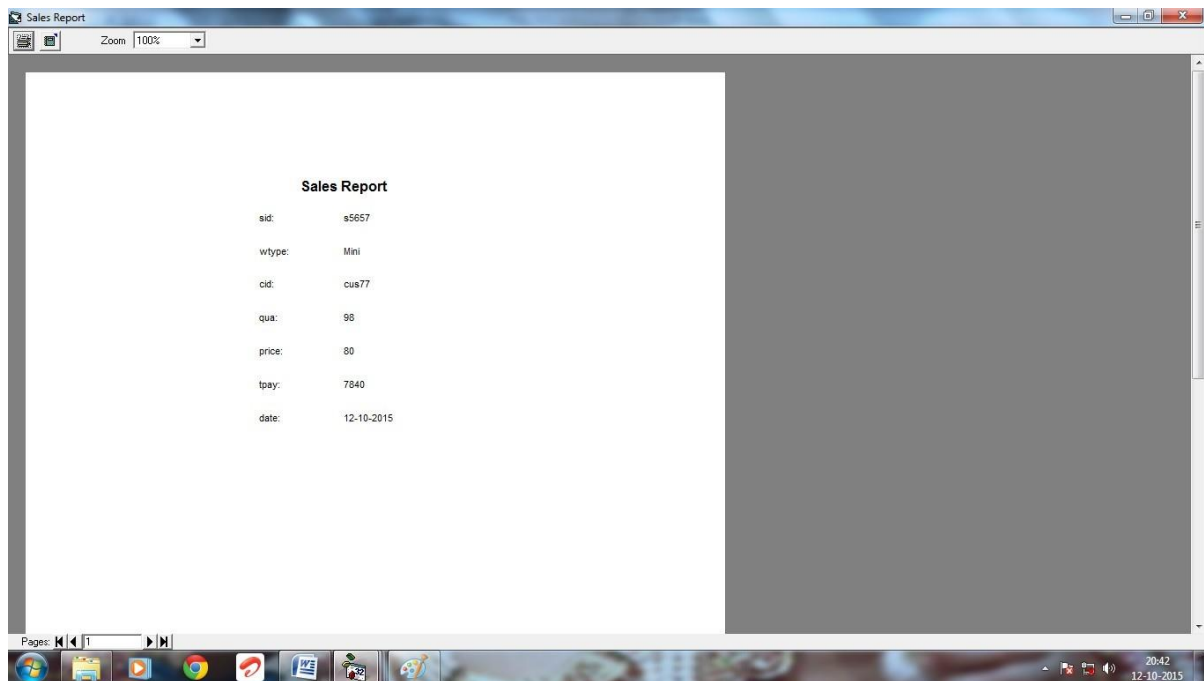 Sales Report
Zoom 100%
Sales Report
sid: s5657
wtype: Mini
cid: cus77
qua: 98
price: 80
tpay: 7840
date: 12-10-2015
Pages: 1
20:42
12-10-2015